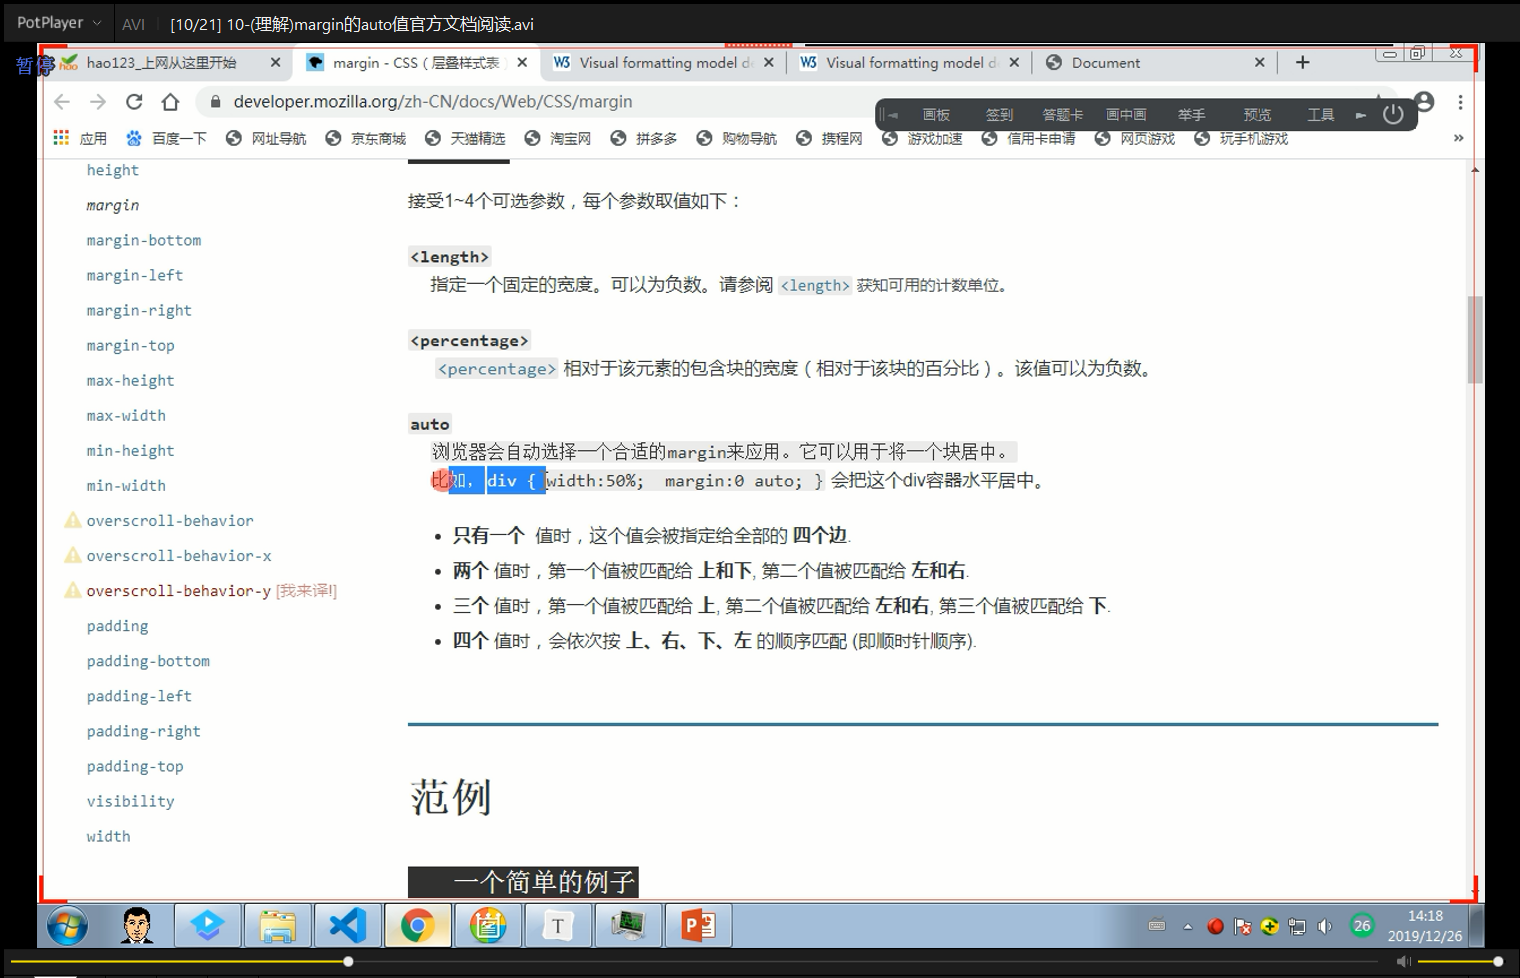 PotPlayer AVI [10/21] 10-(理解)margin的auto值官方文档阅读.avi
暂停
hao123_上网从这里开始 margin - CSS（层叠样式表 Visual formatting model d Visual formatting model d Document
developer.mozilla.org/zh-CN/docs/Web/CSS/margin
画板 签到 答题卡 画中画 举手 预览 工具
应用 百度一下 网址导航 京东商城 天猫精选 淘宝网 拼多多 购物导航 携程网 游戏加速 信用卡申请 网页游戏 玩手机游戏 »
height
margin
margin-bottom
margin-left
margin-right
margin-top
max-height
max-width
min-height
min-width
overscroll-behavior
overscroll-behavior-x
overscroll-behavior-y [我来译!]
padding
padding-bottom
padding-left
padding-right
padding-top
visibility
width
接受1~4个可选参数，每个参数取值如下：
<length>
指定一个固定的宽度。可以为负数。请参阅 <length> 获知可用的计数单位。
<percentage>
<percentage> 相对于该元素的包含块的宽度（相对于该块的百分比）。该值可以为负数。
auto
浏览器会自动选择一个合适的margin来应用。它可以用于将一个块居中。
比如，div { width:50%; margin:0 auto; } 会把这个div容器水平居中。
• 只有一个 值时，这个值会被指定给全部的 四个边.
• 两个 值时，第一个值被匹配给 上和下, 第二个值被匹配给 左和右.
• 三个 值时，第一个值被匹配给 上, 第二个值被匹配给 左和右, 第三个值被匹配给 下.
• 四个 值时，会依次按 上、右、下、左 的顺序匹配 (即顺时针顺序).
范例
一个简单的例子
26
14:18
2019/12/26